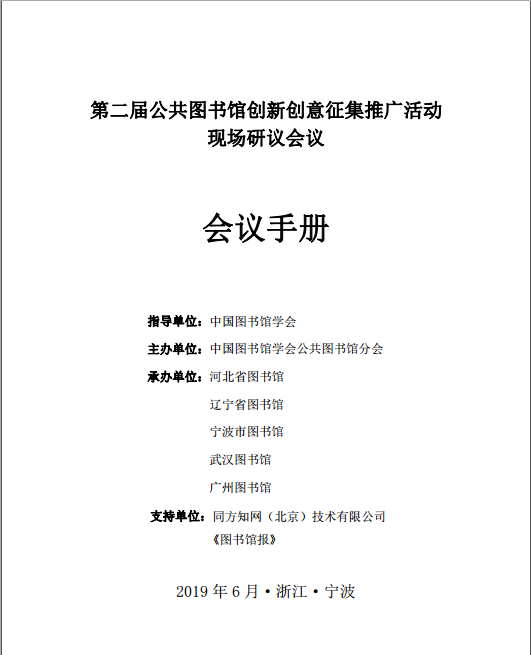 第二届公共图书馆创新创意征集推广活动
现场研议会议
会议手册
指导单位：中国图书馆学会
主办单位：中国图书馆学会公共图书馆分会
承办单位：河北省图书馆
辽宁省图书馆
宁波市图书馆
武汉图书馆
广州图书馆
支持单位：同方知网（北京）技术有限公司
《图书馆报》
2019 年 6 月·浙江·宁波